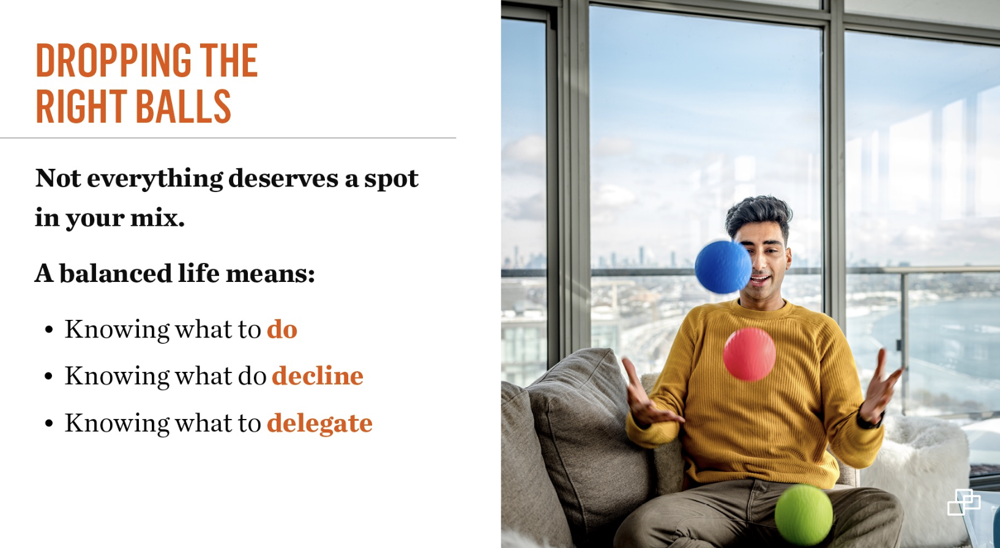 DROPPING THE
RIGHT BALLS
Not everything deserves a spot
in your mix.
A balanced life means:
• Knowing what to do
• Knowing what do decline
• Knowing what to delegate